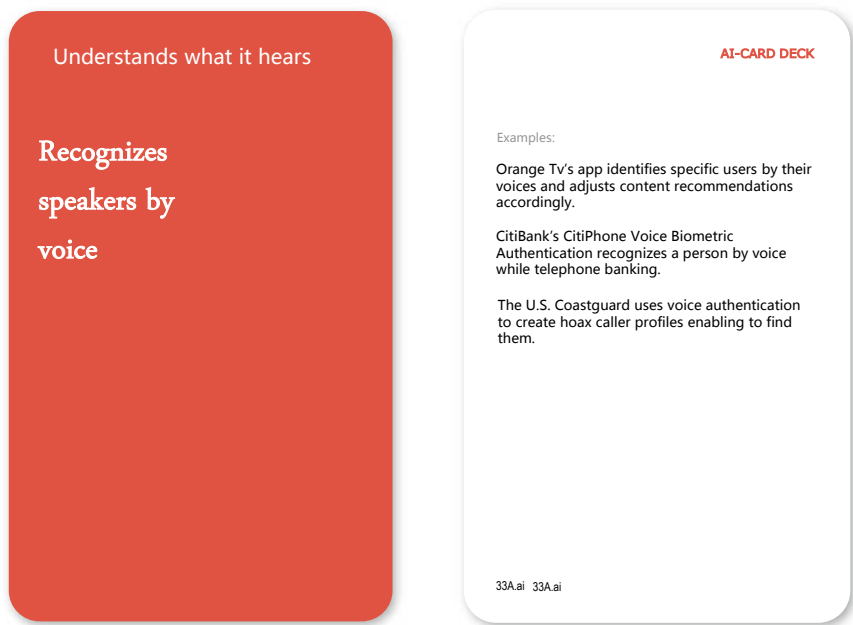 Understands what it hears
Recognizes
speakers by
voice
AI-CARD DECK
Examples:
Orange Tv's app identifies specific users by their
voices and adjusts content recommendations
accordingly.
CitiBank's CitiPhone Voice Biometric
Authentication recognizes a person by voice
while telephone banking.
The U.S. Coastguard uses voice authentication
to create hoax caller profiles enabling to find
them.
33A.ai 33A.ai